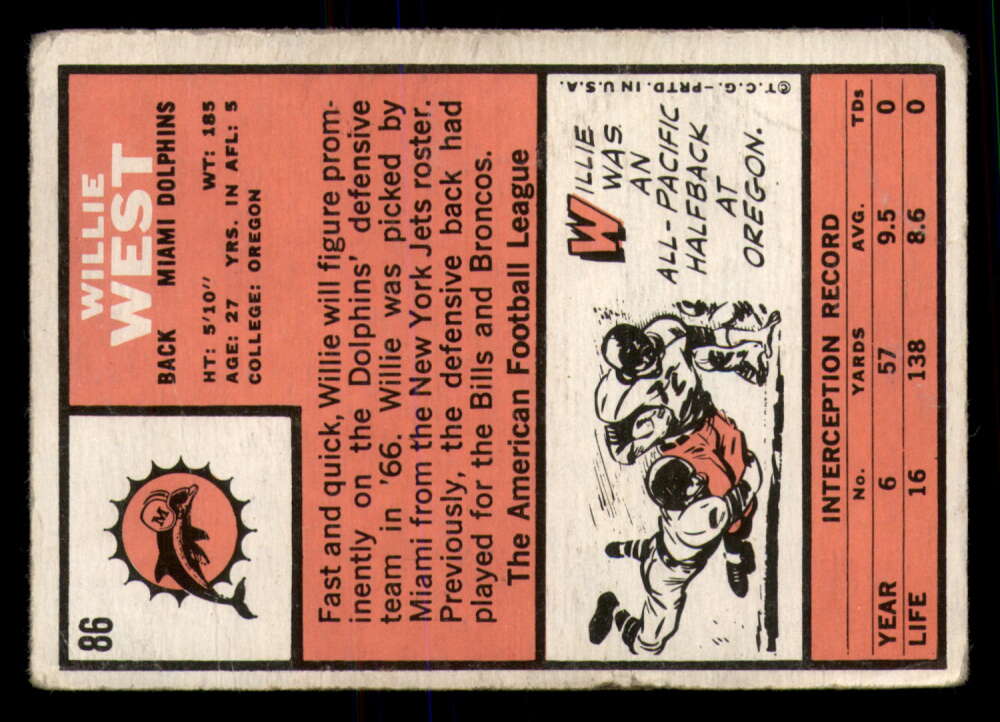 86
WILLIE
WEST
BACK MIAMI DOLPHINS
HT: 5'10" WT: 185
AGE: 27 YRS. IN AFL: 5
COLLEGE: OREGON
M
Fast and quick, Willie will figure prom-
inently on the Dolphins' defensive
team in '66. Willie was picked by
Miami from the New York Jets roster.
Previously, the defensive back had
played for the Bills and Broncos.
The American Football League
WILLIE
WAS
AN
ALL-PACIFIC
HALFBACK
AT
OREGON.
©T.C.G.-PRTD. IN U.S.A.
INTERCEPTION RECORD
No. YARDS AVG. TDs
YEAR 6 57 9.5 0
LIFE 16 138 8.6 0